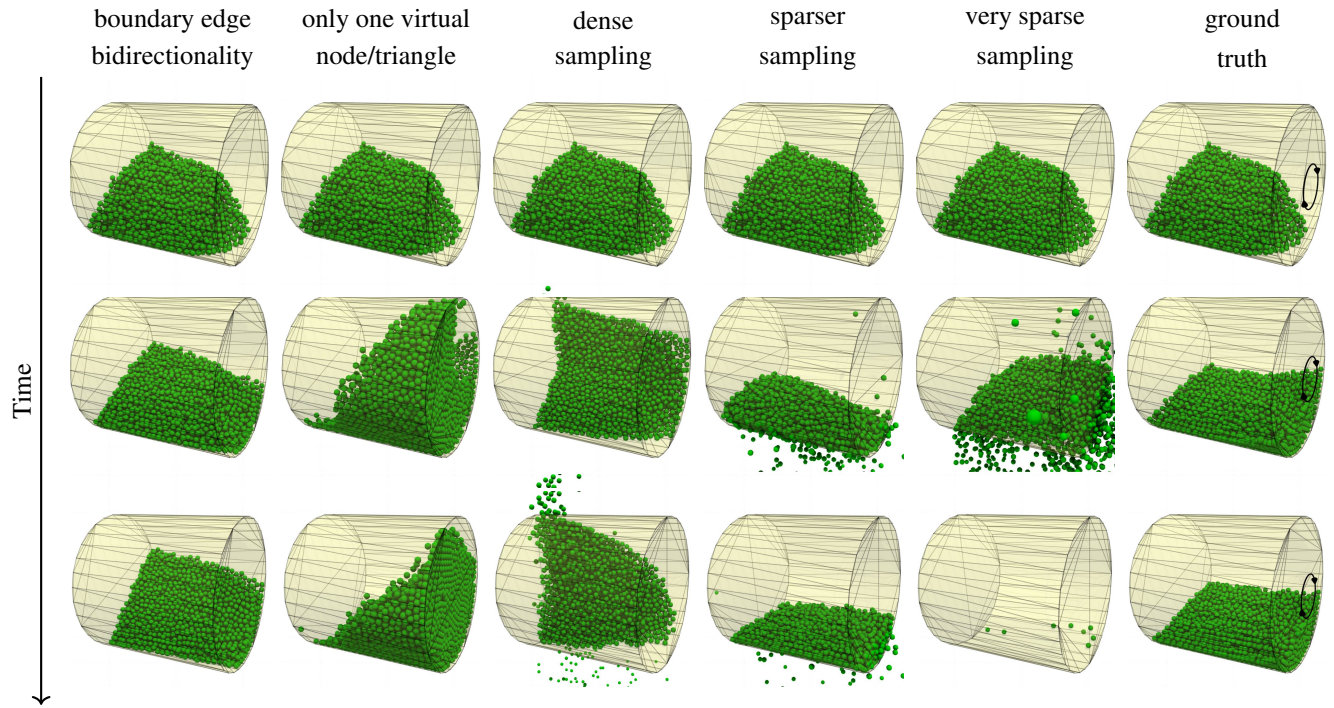 boundary edge
bidirectionality
only one virtual
node/triangle
dense
sampling
sparser
sampling
very sparse
sampling
ground
truth
Time